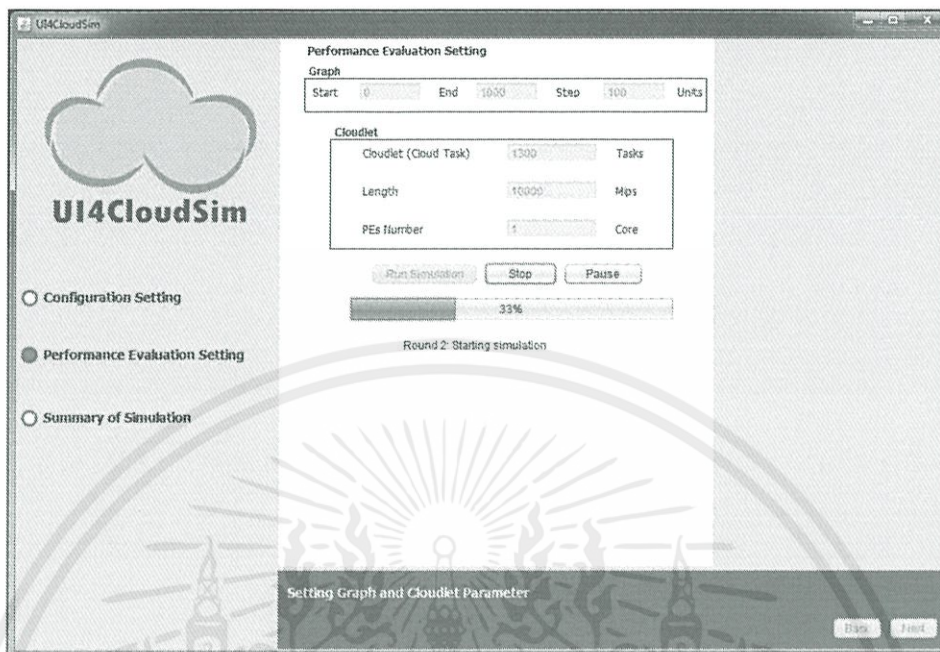 UI4CloudSim
UI4CloudSim
Configuration Setting
Performance Evaluation Setting
Summary of Simulation
Performance Evaluation Setting
Graph
Start 0 End 1000 Step 100 Units
Cloudlet
Cloudlet (Cloud Task) 1300 Tasks
Length 10000 Mips
PEs Number 1 Core
Run Simulation Stop Pause
33%
Round 2: Starting simulation
Setting Graph and Cloudlet Parameter
Back Next